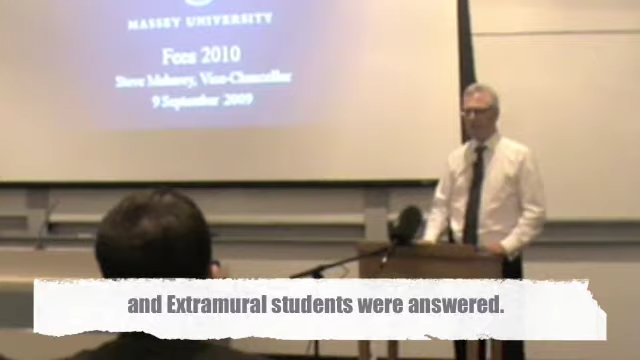 MASSEY UNIVERSITY
Fees 2010
Steve Maharey, Vice-Chancellor
9 September 2009
and Extramural students were answered.